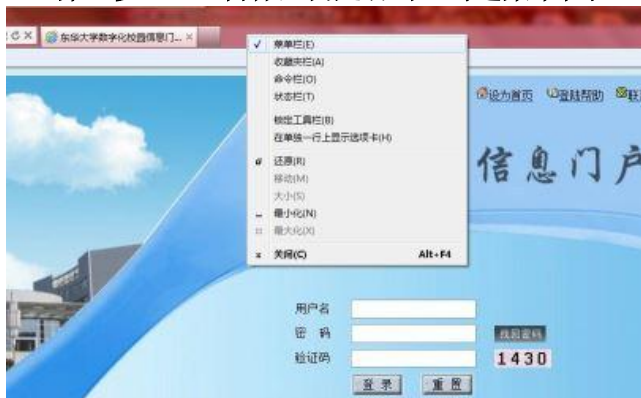 东华大学数字化校园信息门...
菜单栏(E)
收藏夹栏(A)
命令栏(O)
状态栏(T)
锁定工具栏(B)
在单独一行上显示选项卡(H)
还原(R)
移动(M)
大小(S)
最小化(N)
最大化(X)
关闭(C) Alt+F4
设为首页 登陆帮助 联
信息门户
用户名
密 码 找回密码
验证码 1430
登 录 重 置